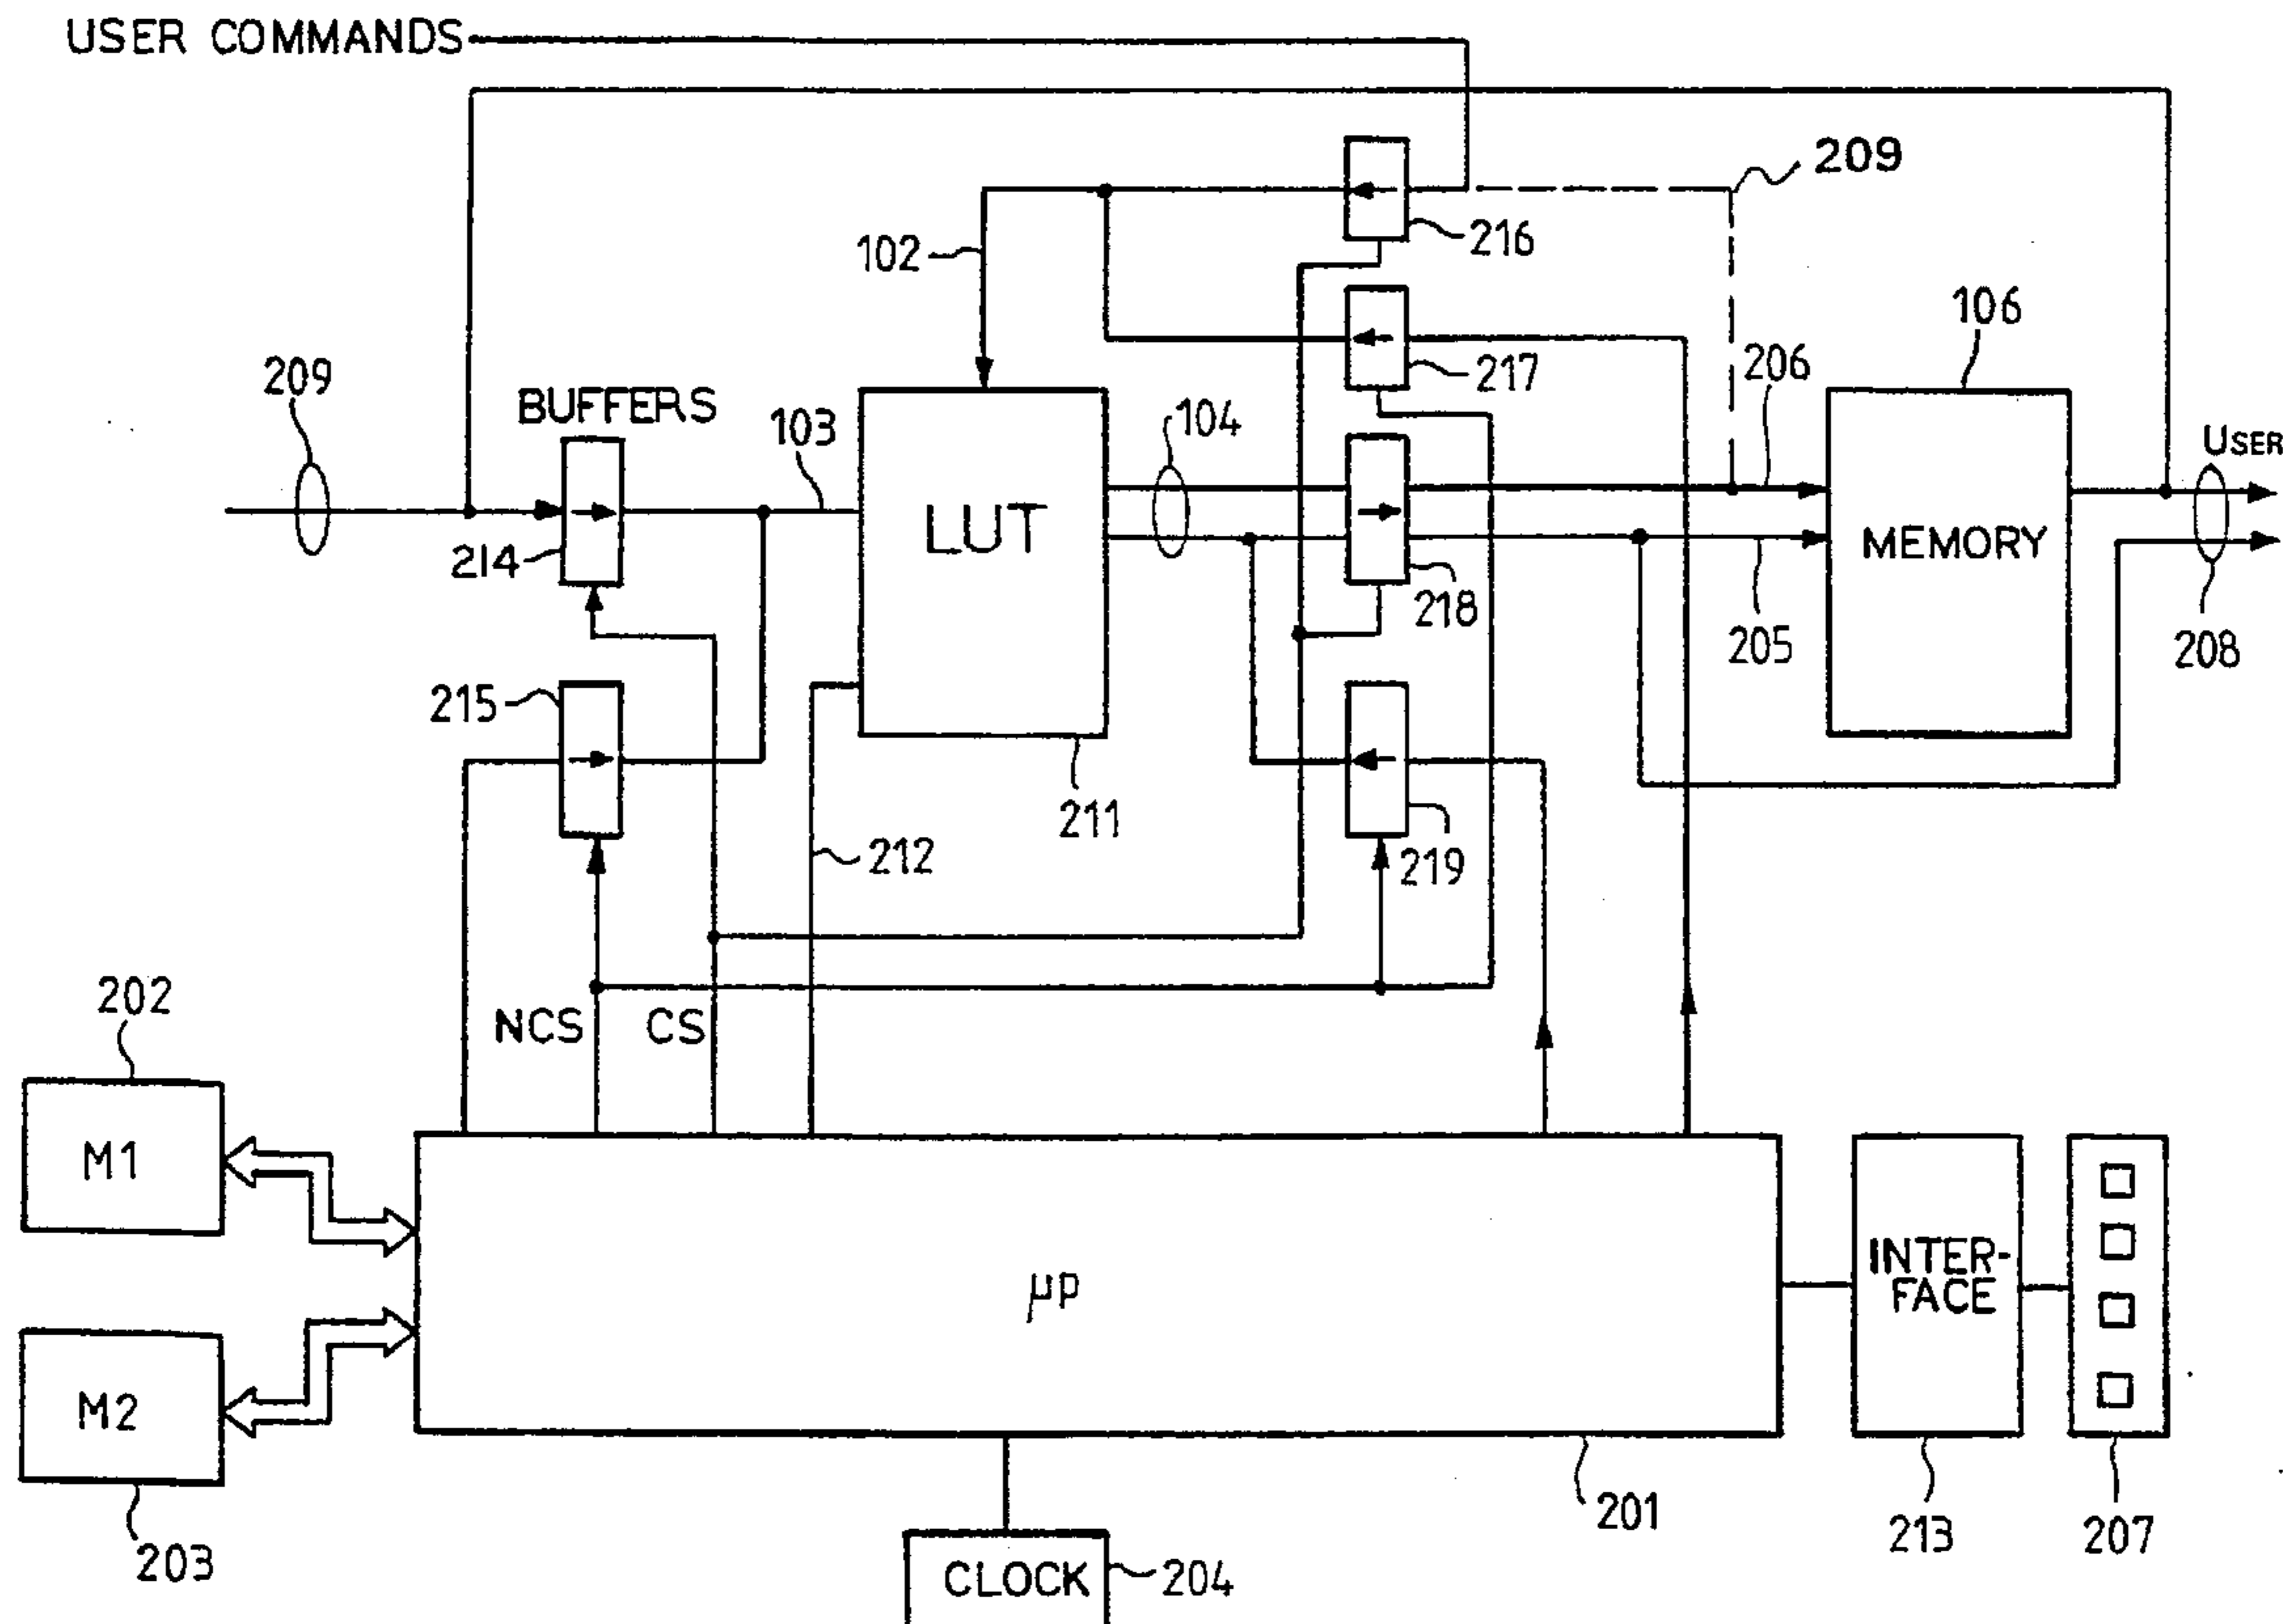 USER COMMANDS
209
216
102
106
217
206
209
BUFFERS
103
104
USER
LUT
MEMORY
214
218
205
208
215
211
212
219
202
NCS
CS
M1
µp
INTER-
FACE
M2
203
201
213
207
CLOCK
204